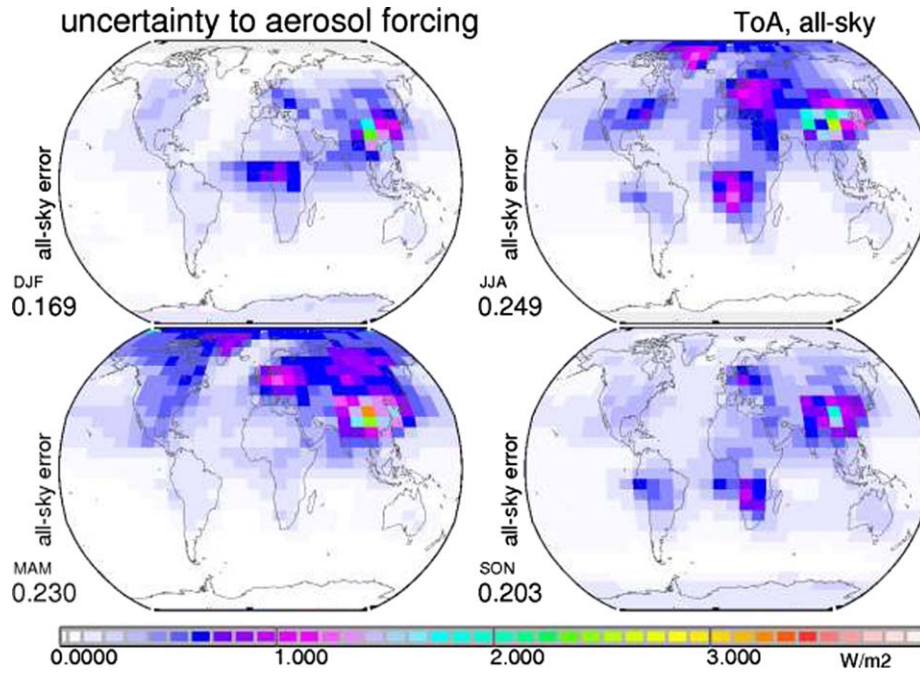 uncertainty to aerosol forcing
ToA, all-sky
all-sky error
DJF
0.169
all-sky error
JJA
0.249
all-sky error
MAM
0.230
all-sky error
SON
0.203
0.0000 1.000 2.000 3.000 W/m2